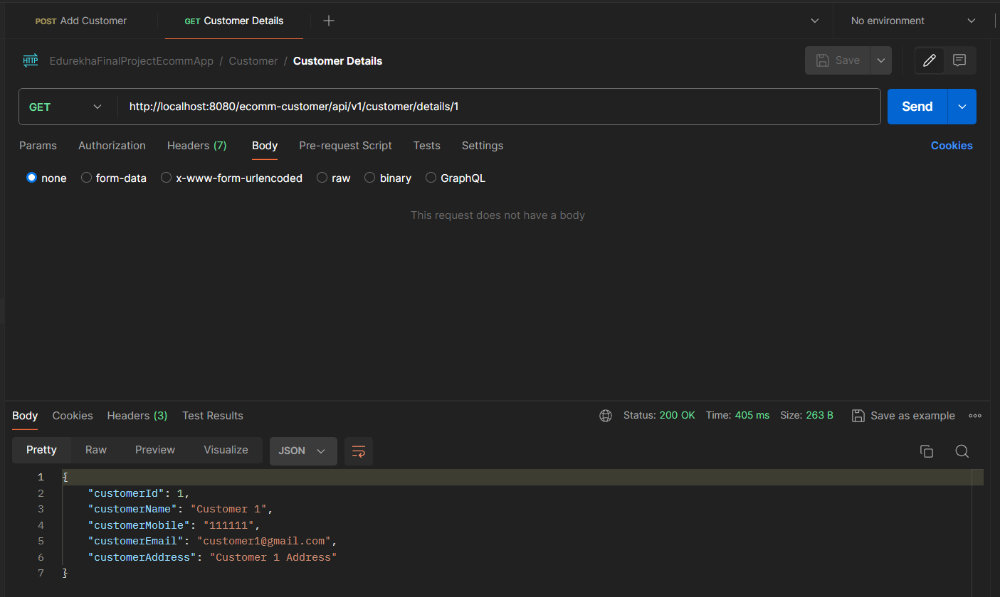 POST Add Customer GET Customer Details No environment
HTTP EdurekhaFinalProjectEcommApp / Customer / Customer Details Save
GET http://localhost:8080/ecomm-customer/api/v1/customer/details/1 Send
Params Authorization Headers (7) Body Pre-request Script Tests Settings Cookies
none form-data x-www-form-urlencoded raw binary GraphQL
This request does not have a body
Body Cookies Headers (3) Test Results Status: 200 OK Time: 405 ms Size: 263 B Save as example
Pretty Raw Preview Visualize JSON
1 {
2 "customerId": 1,
3 "customerName": "Customer 1",
4 "customerMobile": "111111",
5 "customerEmail": "customer1@gmail.com",
6 "customerAddress": "Customer 1 Address"
7 }